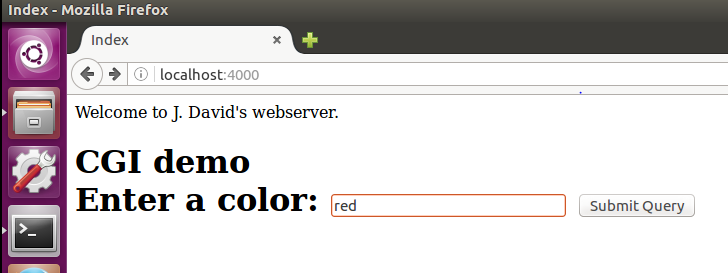 Index - Mozilla Firefox
Index
localhost:4000
Welcome to J. David's webserver.
CGI demo
Enter a color: red Submit Query